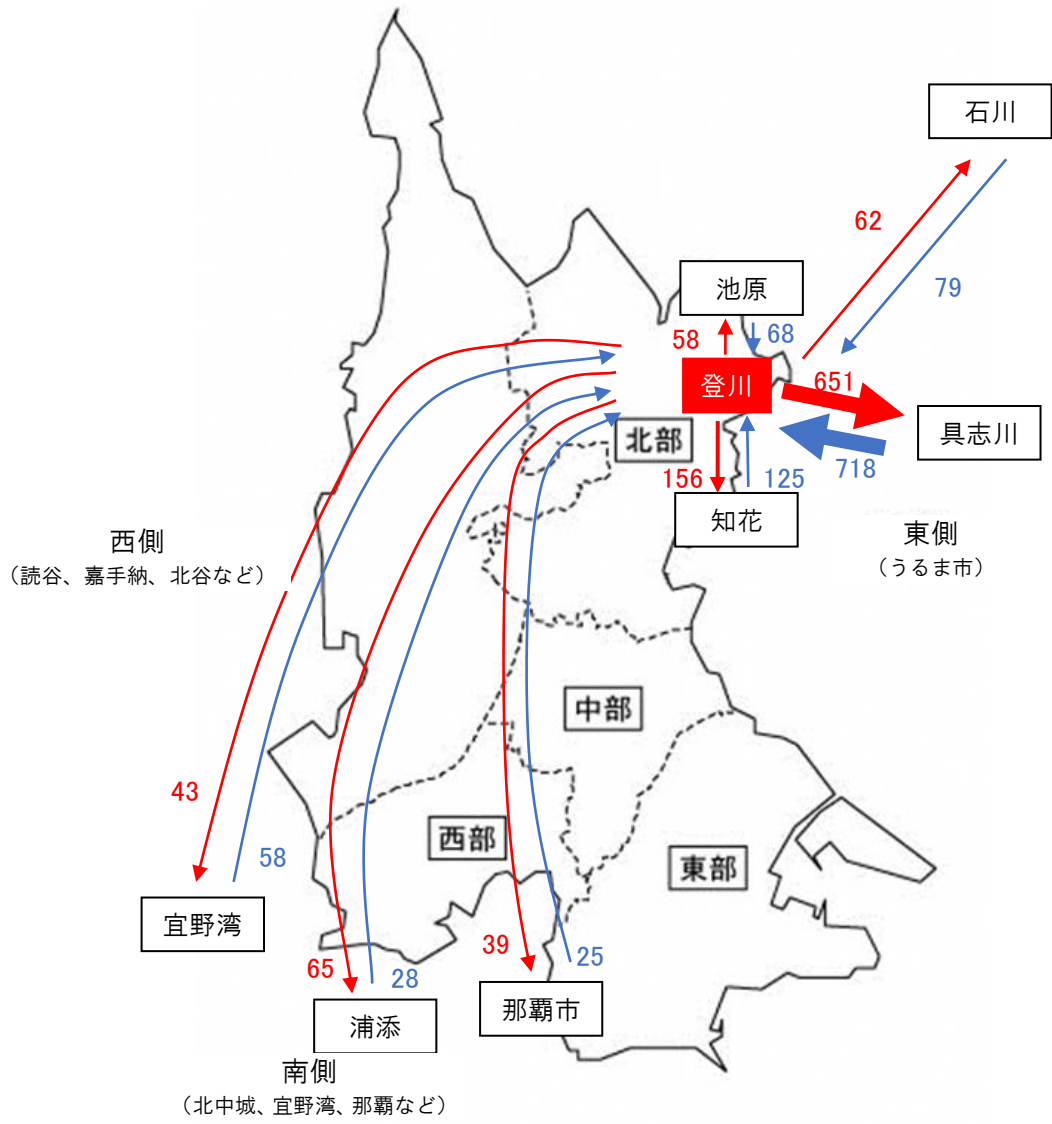 石川
62
79
池原
58
68
登川
651
具志川
718
北部
156
125
知花
西側
（読谷、嘉手納、北谷など）
東側
（うるま市）
中部
43
58
西部
東部
宜野湾
65
28
39
25
浦添
那覇市
南側
（北中城、宜野湾、那覇など）